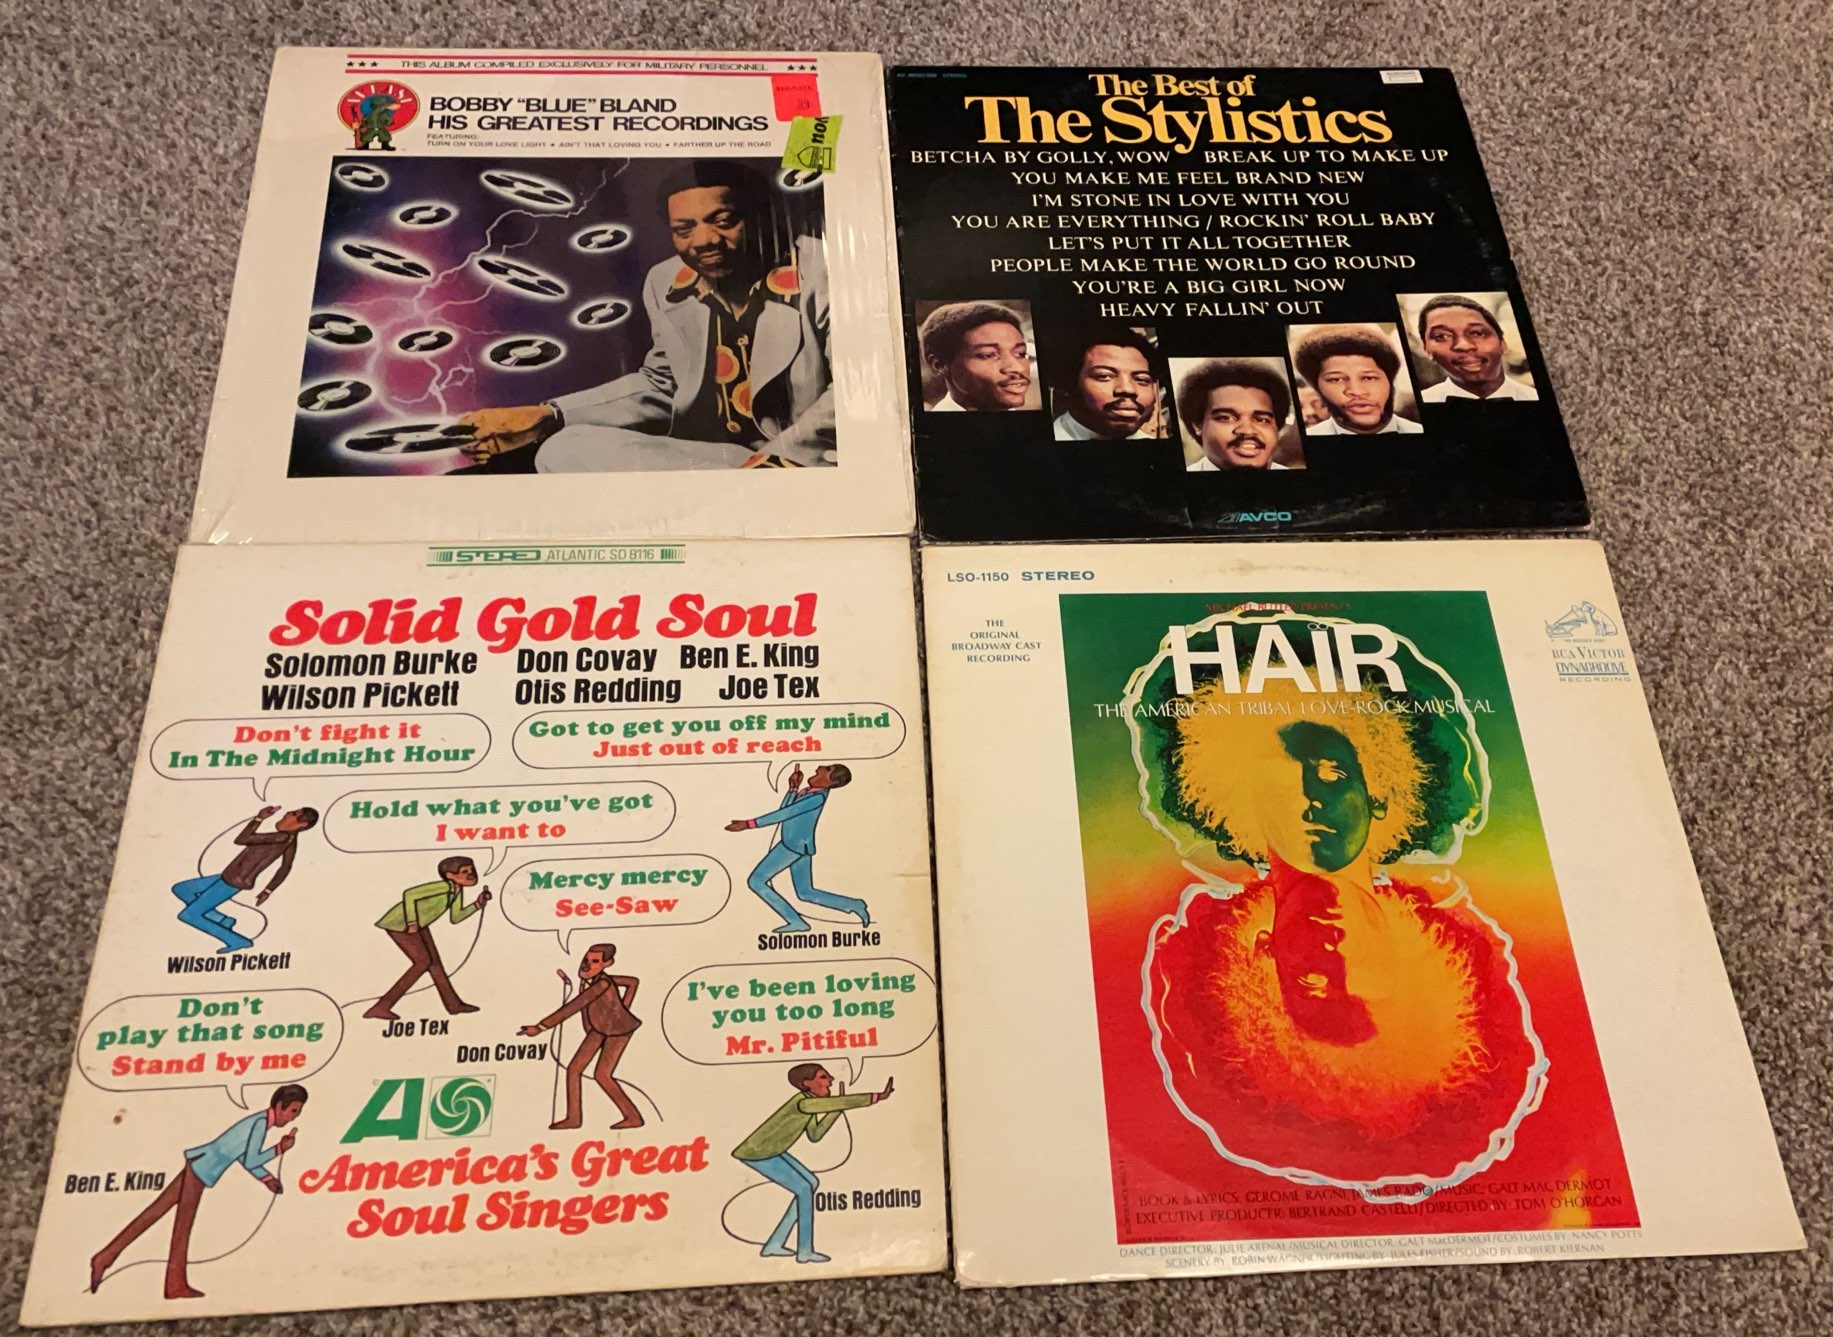 THIS ALBUM COMPILED EXCLUSIVELY FOR MILITARY PERSONNEL
BOBBY "BLUE" BLAND
HIS GREATEST RECORDINGS
FEATURING:
TURN ON YOUR LOVE LIGHT • AIN'T THAT LOVING YOU • FARTHER UP THE ROAD
STEREO
The Best of
The Stylistics
BETCHA BY GOLLY, WOW BREAK UP TO MAKE UP
YOU MAKE ME FEEL BRAND NEW
I'M STONE IN LOVE WITH YOU
YOU ARE EVERYTHING / ROCKIN' ROLL BABY
LET'S PUT IT ALL TOGETHER
PEOPLE MAKE THE WORLD GO ROUND
YOU'RE A BIG GIRL NOW
HEAVY FALLIN' OUT
AVCO
STEREO ATLANTIC SD 8116
Solid Gold Soul
Solomon Burke Don Covay Ben E. King
Wilson Pickett Otis Redding Joe Tex
Don't fight it
In The Midnight Hour
Got to get you off my mind
Just out of reach
Hold what you've got
I want to
Mercy mercy
See-Saw
Solomon Burke
Wilson Pickett
I've been loving
you too long
Mr. Pitiful
Don't
play that song
Stand by me
Joe Tex
Don Covay
Ben E. King
America's Great
Soul Singers
Otis Redding
LSO-1150 STEREO
THE
ORIGINAL
BROADWAY CAST
RECORDING
MICHAEL BUTLER PRESENTS
HAIR
THE AMERICAN TRIBAL LOVE-ROCK MUSICAL
RCA VICTOR
DYNAGROOVE
RECORDING
BOOK & LYRICS: GEROME RAGNI, JAMES RADO/MUSIC: GALT MAC DERMOT
EXECUTIVE PRODUCER: BERTRAND CASTELLI/DIRECTED BY: TOM O'HORGAN
DANCE DIRECTOR: JULIE ARENAL/MUSICAL DIRECTOR: GALT MacDERMOT/COSTUMES BY: NANCY POTTS
SCENERY BY: ROBIN WAGNER/LIGHTING BY: JULES FISHER/SOUND BY: ROBERT KIERNAN